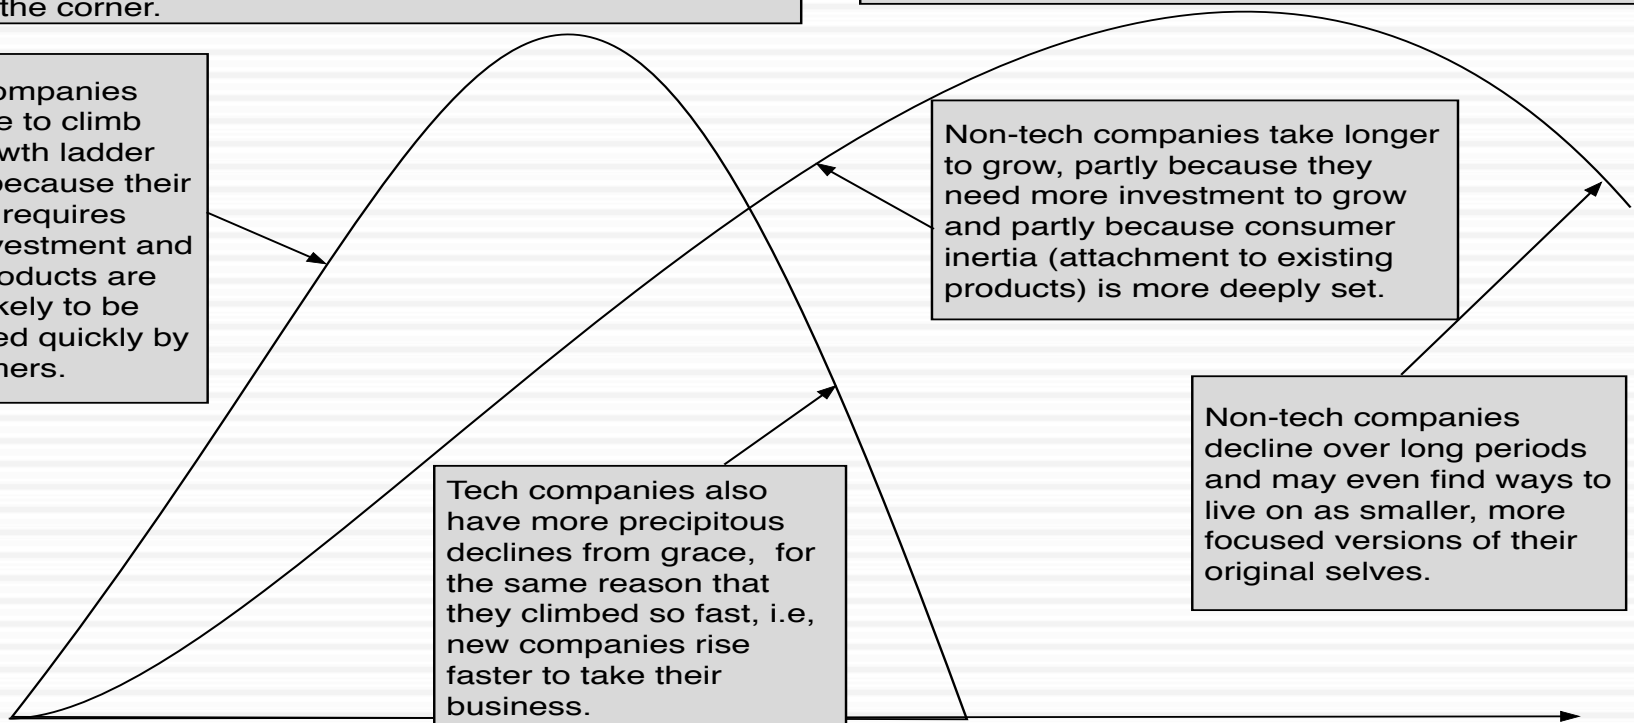 the corner.
ompanies
e to climb
wth ladder
because their
requires
vestment and
oducts are
kely to be
ed quickly by
ners.
Non-tech companies take longer
to grow, partly because they
need more investment to grow
and partly because consumer
inertia (attachment to existing
products) is more deeply set.
Tech companies also
have more precipitous
declines from grace,  for
the same reason that
they climbed so fast, i.e,
new companies rise
faster to take their
business.
Non-tech companies
decline over long periods
and may even find ways to
live on as smaller, more
focused versions of their
original selves.